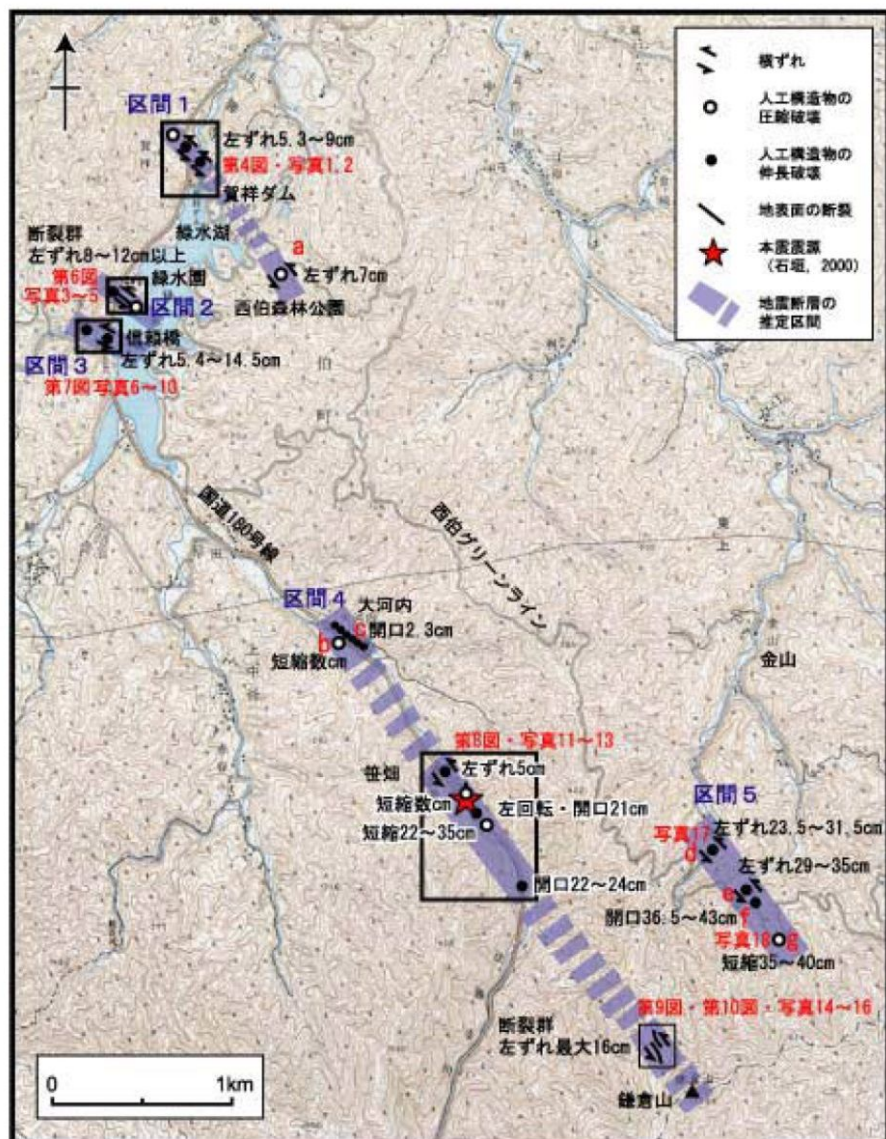 区間1
左ずれ5.3～9cm
第4図・写真1,2
賀祥ダム
緑水湖
断裂群
左ずれ8～12cm以上
第6図
写真3～5
緑水園
区間2
a
左ずれ7cm
西伯森林公園
区間3
信頼橋
左ずれ5.4～14.5cm
第7図写真6～10
伯
町
国道180号線
西伯グリーンライン
区間4
大河内
c
開口2.3cm
b
短縮数cm
金山
第8図・写真11～13
笹畑
左ずれ5cm
短縮数cm
左回転・開口21cm
短縮22～35cm
開口22～24cm
区間5
写真17
d
左ずれ23.5～31.5cm
左ずれ29～35cm
e
開口36.5～43cm
f
写真18
g
短縮35～40cm
第9図・第10図・写真14～16
断裂群
左ずれ最大16cm
鎌倉山
0
1km
横ずれ
人工構造物の
圧縮破壊
人工構造物の
伸長破壊
地表面の断裂
本震震源
(石垣, 2000)
地震断層の
推定区間